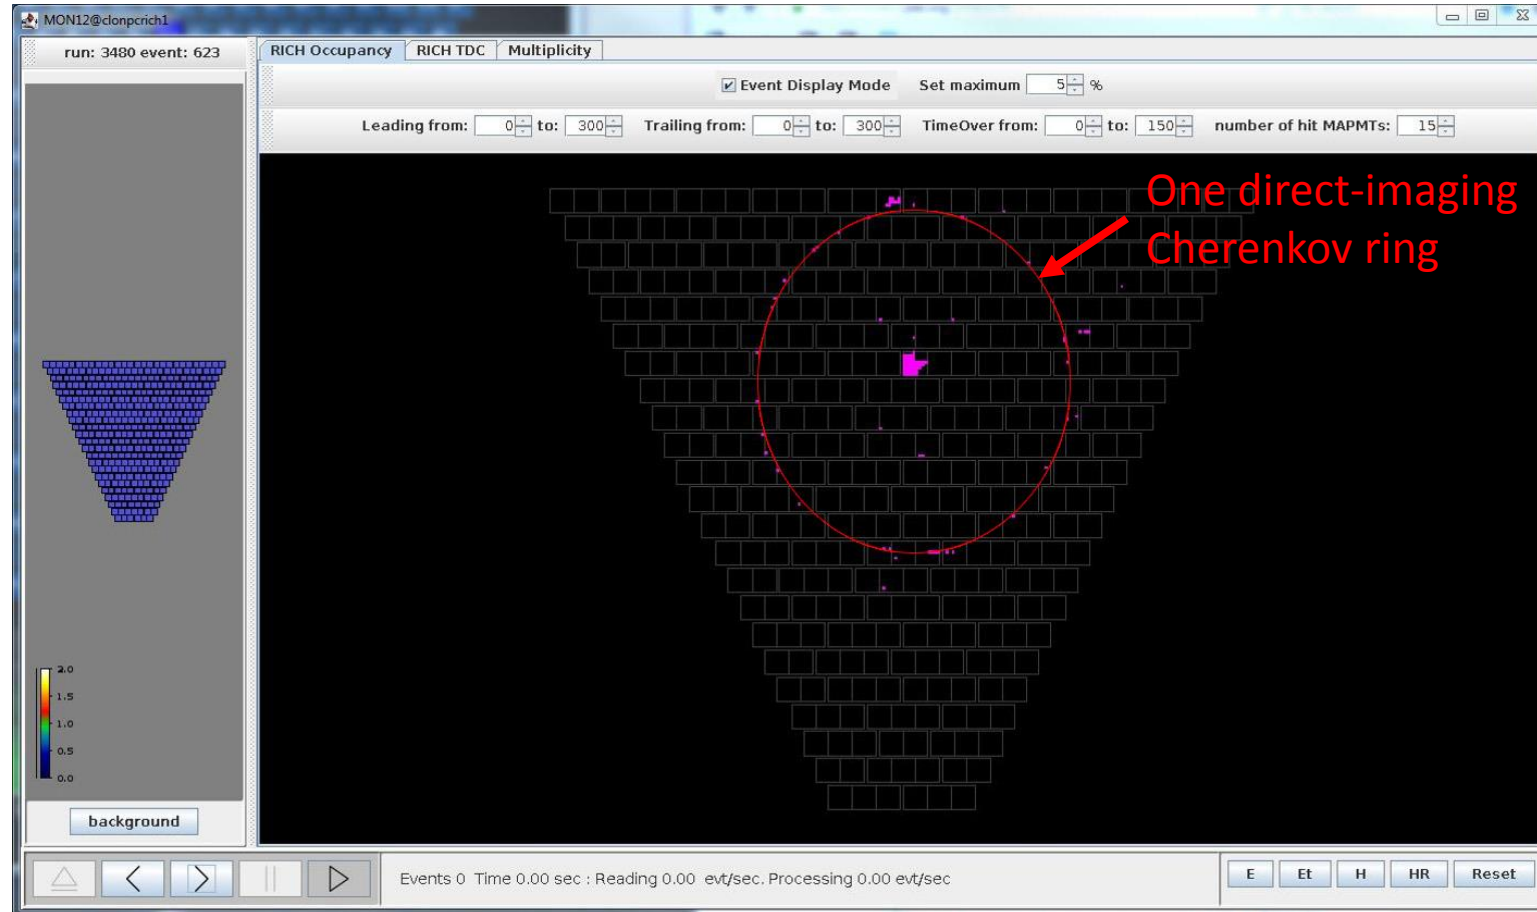 MON12@clonpcrich1
run: 3480 event: 623
RICH Occupancy RICH TDC Multiplicity
Event Display Mode Set maximum 5 %
Leading from: 0 to: 300 Trailing from: 0 to: 300 TimeOver from: 0 to: 150 number of hit MAPMTs: 15
One direct-imaging
Cherenkov ring
2.0
1.5
1.0
0.5
0.0
background
Events 0 Time 0.00 sec : Reading 0.00 evt/sec. Processing 0.00 evt/sec
E Et H HR Reset